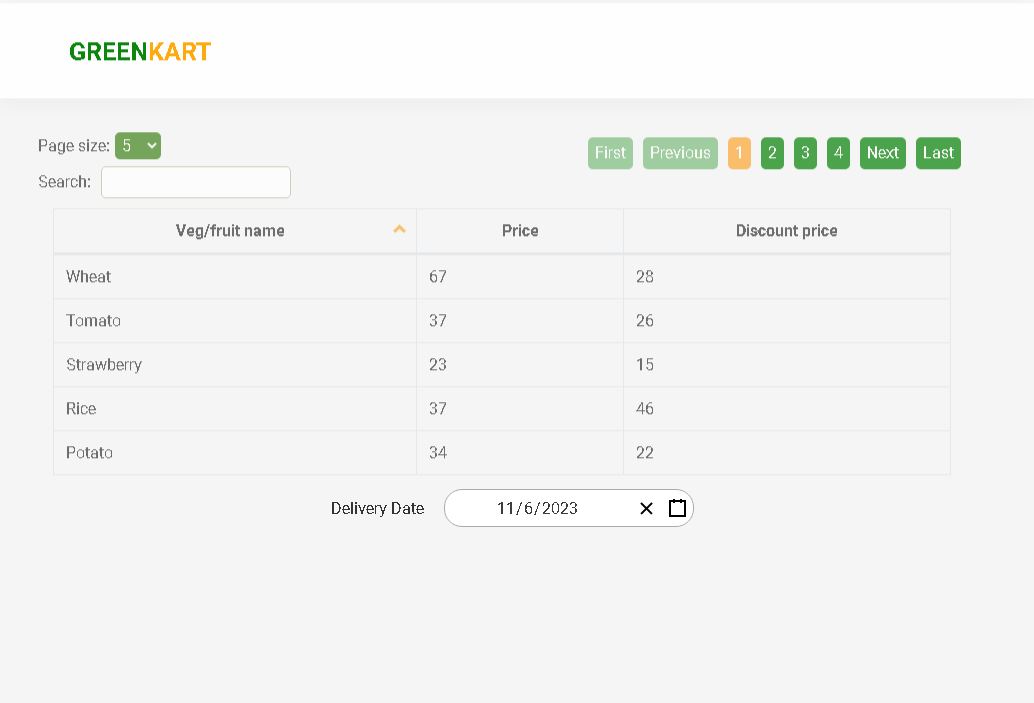 GREENKART
Page size: 5
First Previous 1 2 3 4 Next Last
Search:
Veg/fruit name Price Discount price
Wheat 67 28
Tomato 37 26
Strawberry 23 15
Rice 37 46
Potato 34 22
Delivery Date 11/6/2023